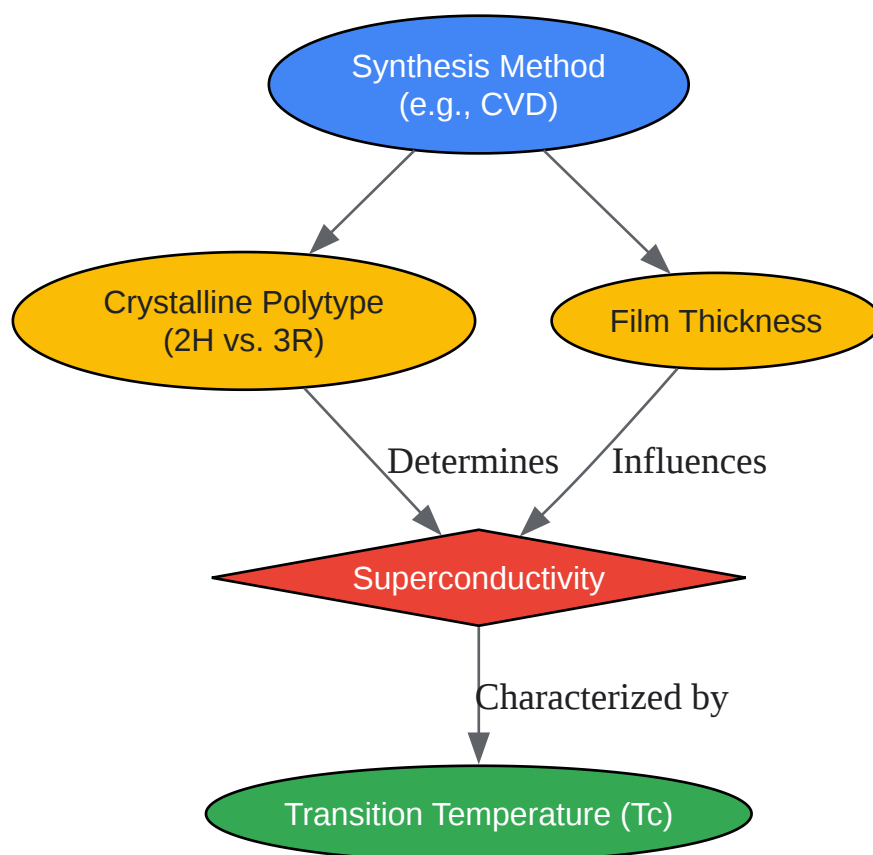 Synthesis Method
(e.g., CVD)
Crystalline Polytype
(2H vs. 3R)
Film Thickness
Determines
Influences
Superconductivity
Characterized by
Transition Temperature (Tc)